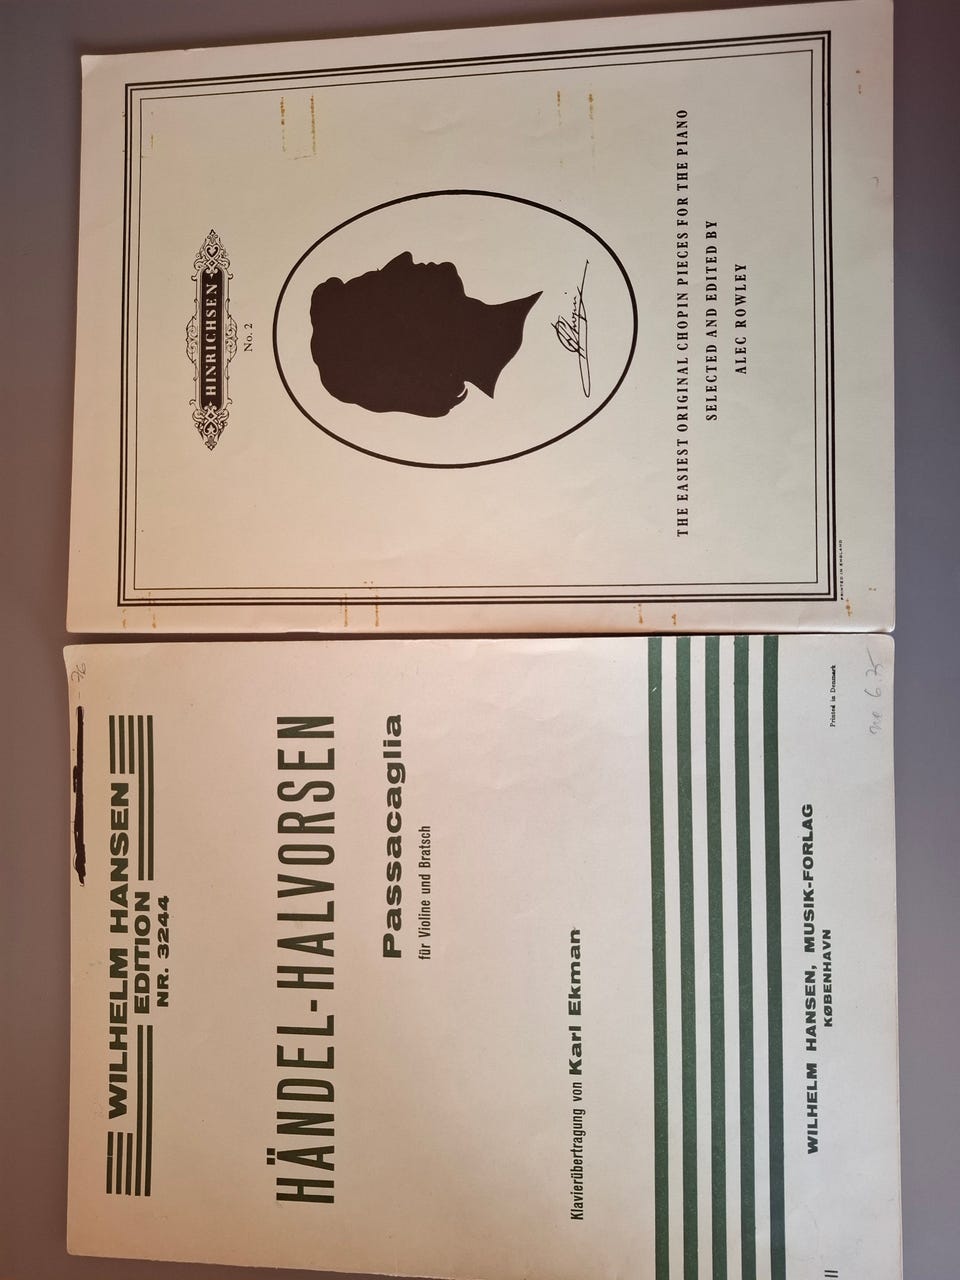 HINRICHSEN
No. 2
THE EASIEST ORIGINAL CHOPIN PIECES FOR THE PIANO
SELECTED AND EDITED BY
ALEC ROWLEY
PRINTED IN ENGLAND
WILHELM HANSEN
EDITION
NR. 3244
HÄNDEL-HALVORSEN
Passacaglia
für Violine und Bratsch
Klavierübertragung von Karl Ekman
WILHELM HANSEN, MUSIK-FORLAG
KØBENHAVN
Printed in Denmark
6.75